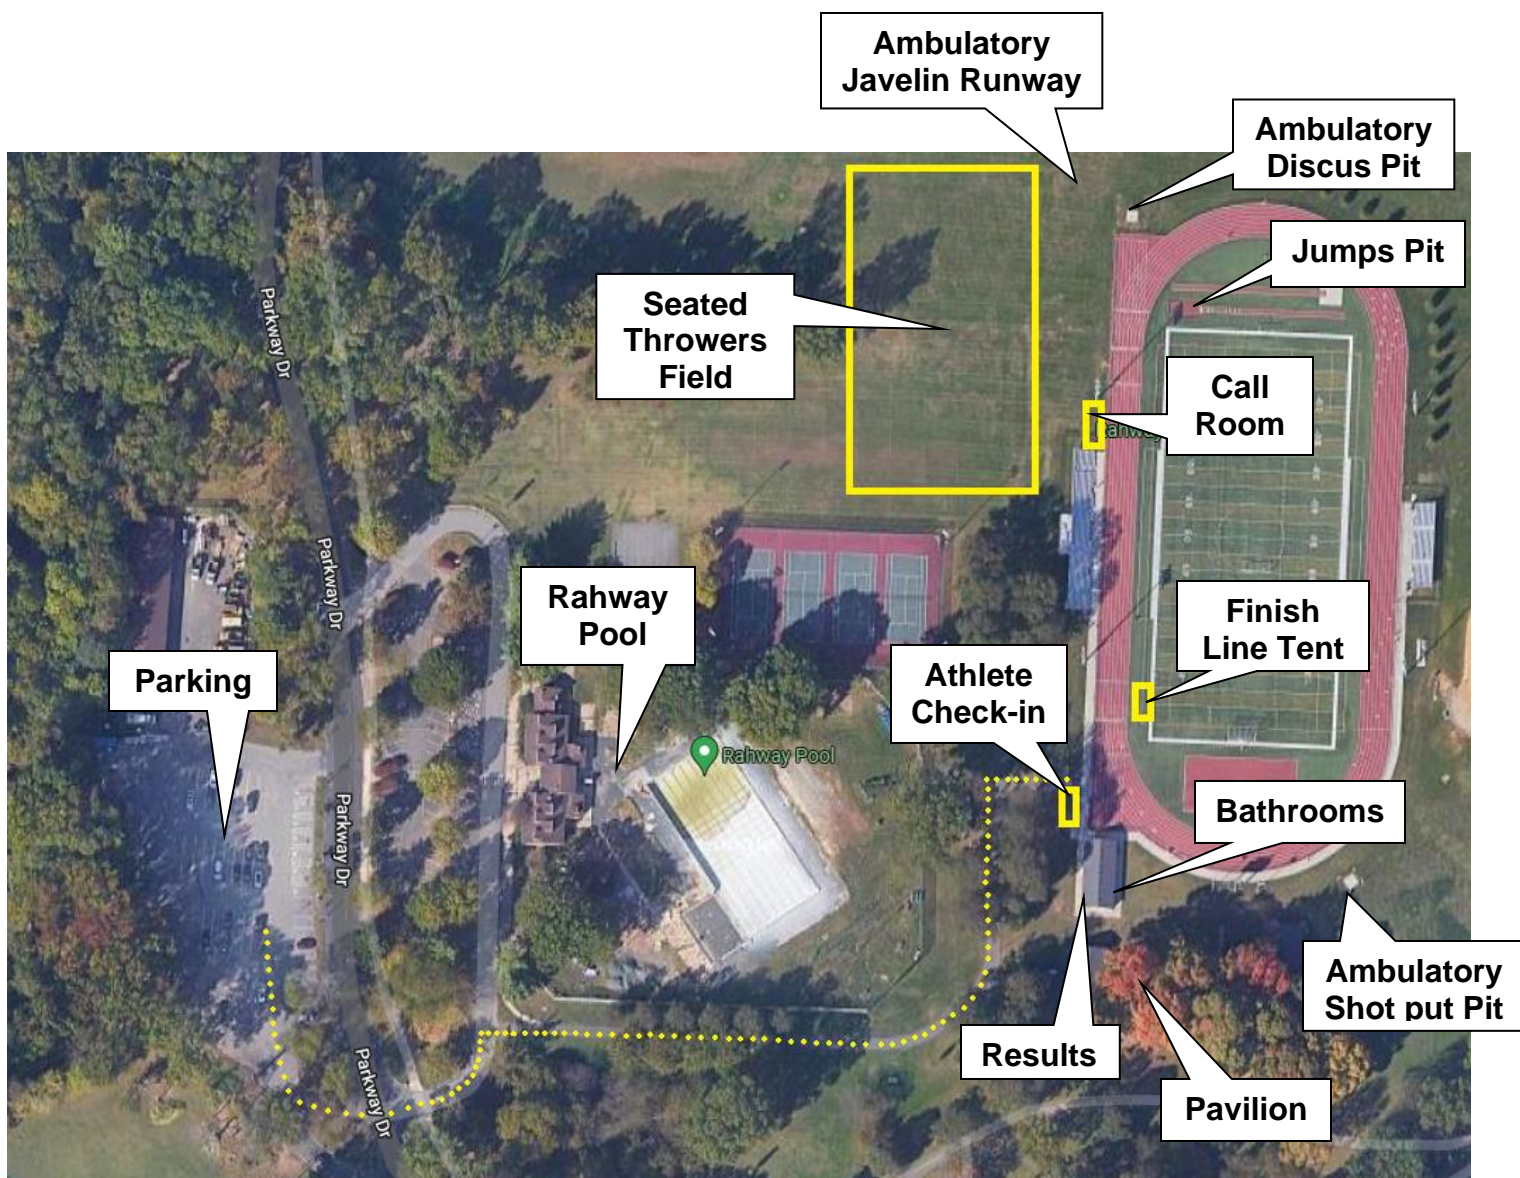 Ambulatory
Javelin Runway
Ambulatory
Discus Pit
Jumps Pit
Seated
Throwers
Field
Parkway Dr
Call
Room
Rahway
Parkway Dr
Rahway
Pool
Finish
Line Tent
Parking
Athlete
Check-in
Rahway Pool
Parkway Dr
Bathrooms
Google
Ambulatory
Shot put Pit
Results
Parkway Dr
Pavilion